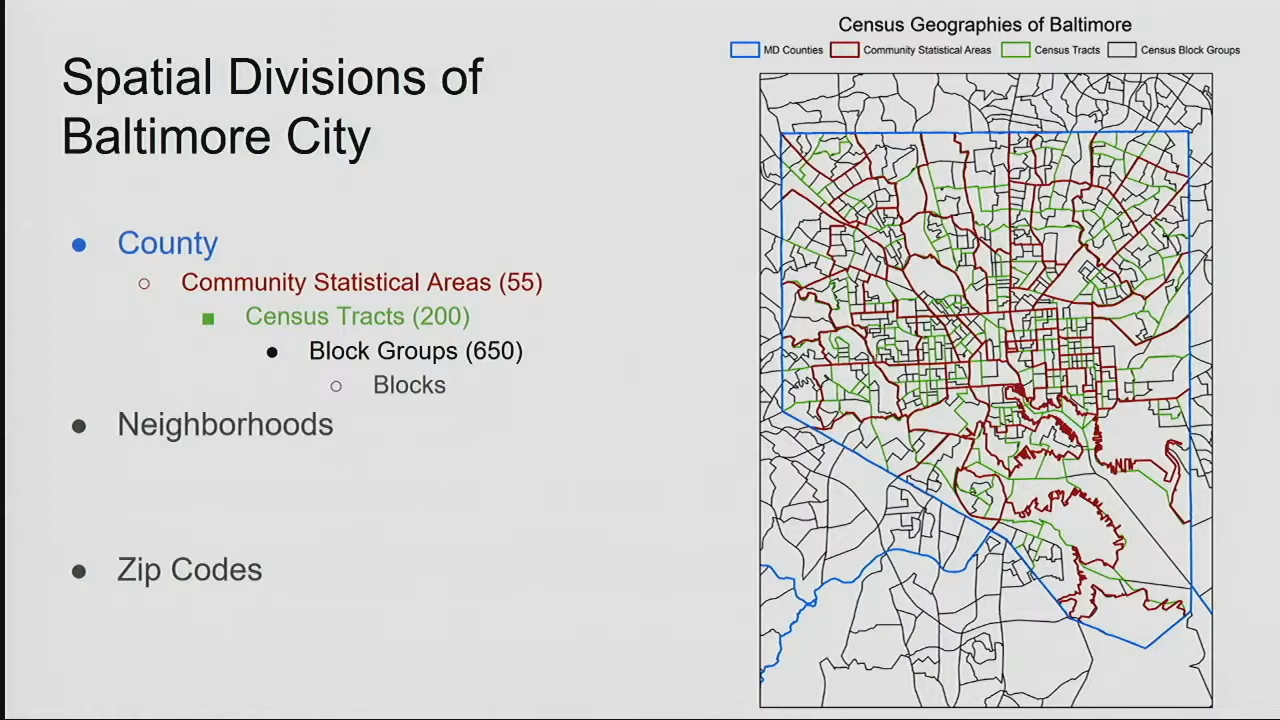 Spatial Divisions of
Baltimore City
County
Community Statistical Areas (55)
Census Tracts (200)
Block Groups (650)
Blocks
Neighborhoods
Zip Codes
Census Geographies of Baltimore
MD Counties Community Statistical Areas Census Tracts Census Block Groups